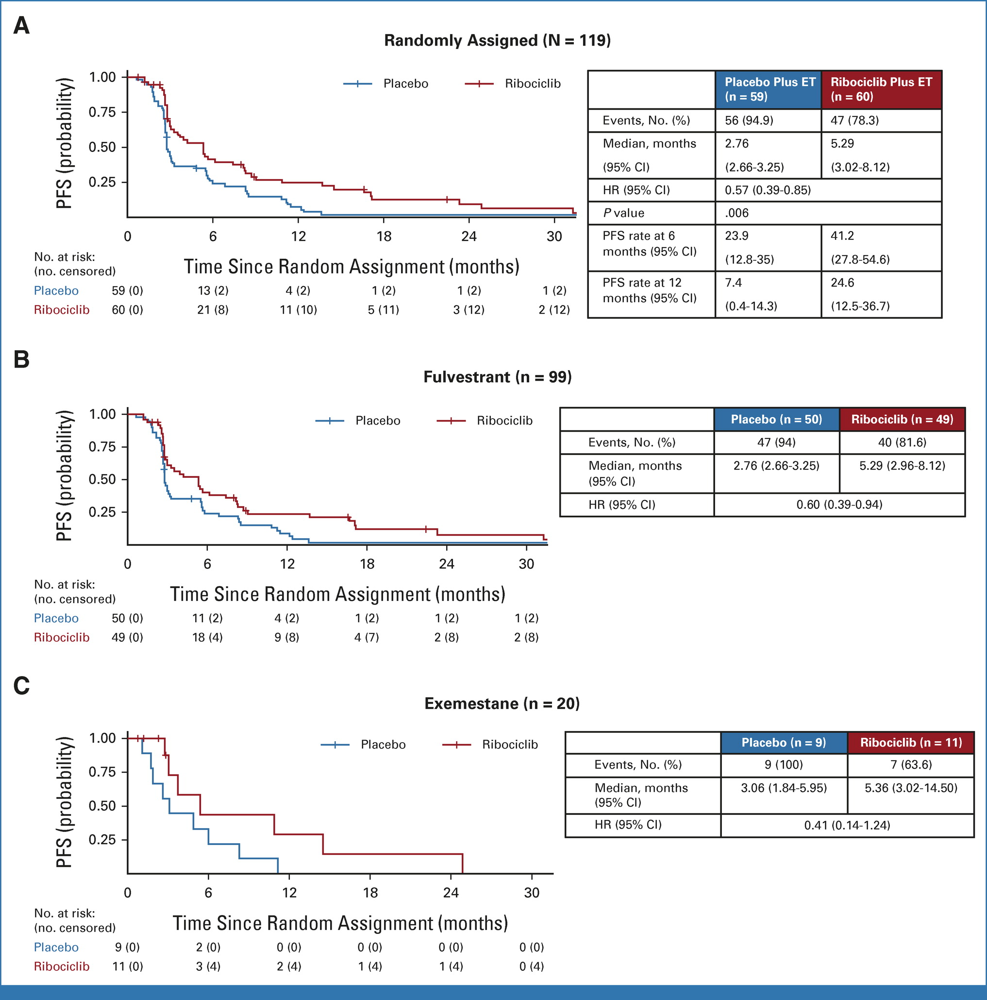 A
Randomly Assigned (N = 119)
PFS (probability)
1.00
0.75
0.50
0.25
Placebo
Ribociclib
0 6 12 18 24 30
Time Since Random Assignment (months)
No. at risk:
(no. censored)
Placebo 59 (0) 13 (2) 4 (2) 1 (2) 1 (2) 1 (2)
Ribociclib 60 (0) 21 (8) 11 (10) 5 (11) 3 (12) 2 (12)
Placebo Plus ET
(n = 59)
Ribociclib Plus ET
(n = 60)
Events, No. (%) 56 (94.9) 47 (78.3)
Median, months 2.76 5.29
(95% CI) (2.66-3.25) (3.02-8.12)
HR (95% CI) 0.57 (0.39-0.85)
P value .006
PFS rate at 6
months (95% CI)
23.9 41.2
(12.8-35) (27.8-54.6)
PFS rate at 12
months (95% CI)
7.4 24.6
(0.4-14.3) (12.5-36.7)
B
Fulvestrant (n = 99)
PFS (probability)
1.00
0.75
0.50
0.25
Placebo
Ribociclib
0 6 12 18 24 30
Time Since Random Assignment (months)
No. at risk:
(no. censored)
Placebo 50 (0) 11 (2) 4 (2) 1 (2) 1 (2) 1 (2)
Ribociclib 49 (0) 18 (4) 9 (8) 4 (7) 2 (8) 2 (8)
Placebo (n = 50) Ribociclib (n = 49)
Events, No. (%) 47 (94) 40 (81.6)
Median, months 2.76 (2.66-3.25) 5.29 (2.96-8.12)
(95% CI)
HR (95% CI) 0.60 (0.39-0.94)
C
Exemestane (n = 20)
PFS (probability)
1.00
0.75
0.50
0.25
Placebo
Ribociclib
0 6 12 18 24 30
Time Since Random Assignment (months)
No. at risk:
(no. censored)
Placebo 9 (0) 2 (0) 0 (0) 0 (0) 0 (0) 0 (0)
Ribociclib 11 (0) 3 (4) 2 (4) 1 (4) 1 (4) 0 (4)
Placebo (n = 9) Ribociclib (n = 11)
Events, No. (%) 9 (100) 7 (63.6)
Median, months 3.06 (1.84-5.95) 5.36 (3.02-14.50)
(95% CI)
HR (95% CI) 0.41 (0.14-1.24)